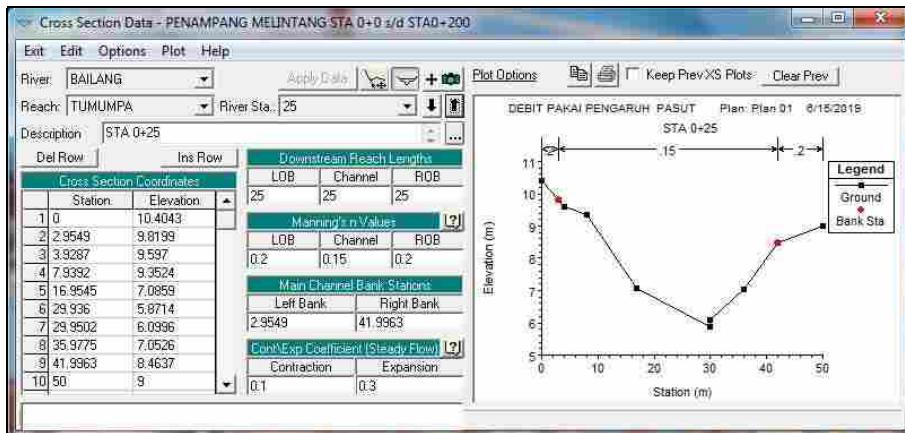 Cross Section Data - PENAMPANG MELINTANG STA 0+0 s/d STA0+200
Exit Edit Options Plot Help
River: BAILANG
Apply Data
Reach: TUMUMPA
River Sta.: 25
Description STA 0+25
Del Row Ins Row
Cross Section Coordinates
Station Elevation
1 0 10.4043
2 2.9549 9.8199
3 3.9287 9.597
4 7.9392 9.3524
5 16.9545 7.0859
6 29.936 5.8714
7 29.9502 6.0996
8 35.9775 7.0526
9 41.9963 8.4637
10 50 9
Downstream Reach Lengths
LOB Channel ROB
25 25 25
Manning's n Values
LOB Channel ROB
0.2 0.15 0.2
Main Channel Bank Stations
Left Bank Right Bank
2.9549 41.9963
Cont\Exp Coefficient (Steady Flow)
Contraction Expansion
0.1 0.3
Plot Options
Keep Prev XS Plots
Clear Prev
DEBIT PAKAI PENGARUH PASUT Plan: Plan 01 6/15/2019
STA 0+25
.2 .15 .2
Legend
Ground
Bank Sta
Elevation (m)
11
10
9
8
7
6
5
0 10 20 30 40 50
Station (m)